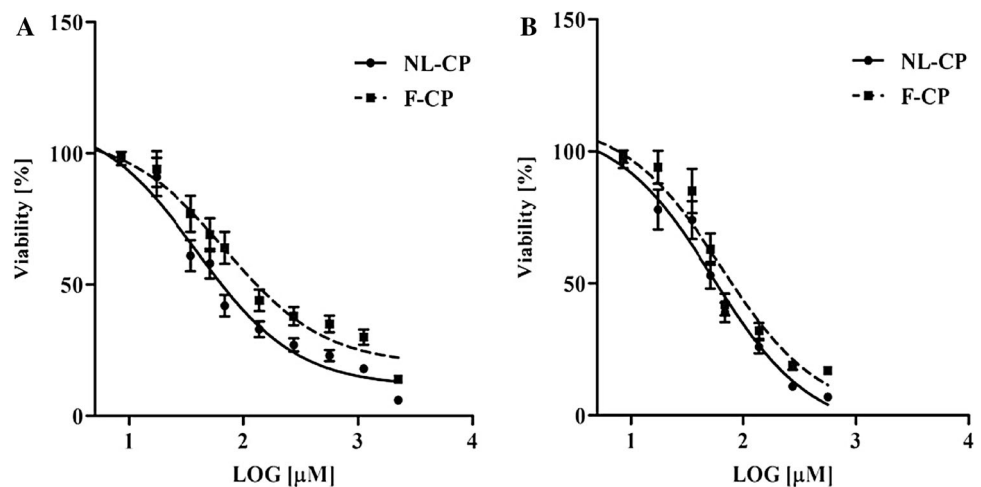 A
150
100
50
0
Viability [%]
NL-CP
F-CP
1
2
3
4
LOG [µM]
B
150
100
50
0
Viability [%]
NL-CP
F-CP
1
2
3
4
LOG [µM]